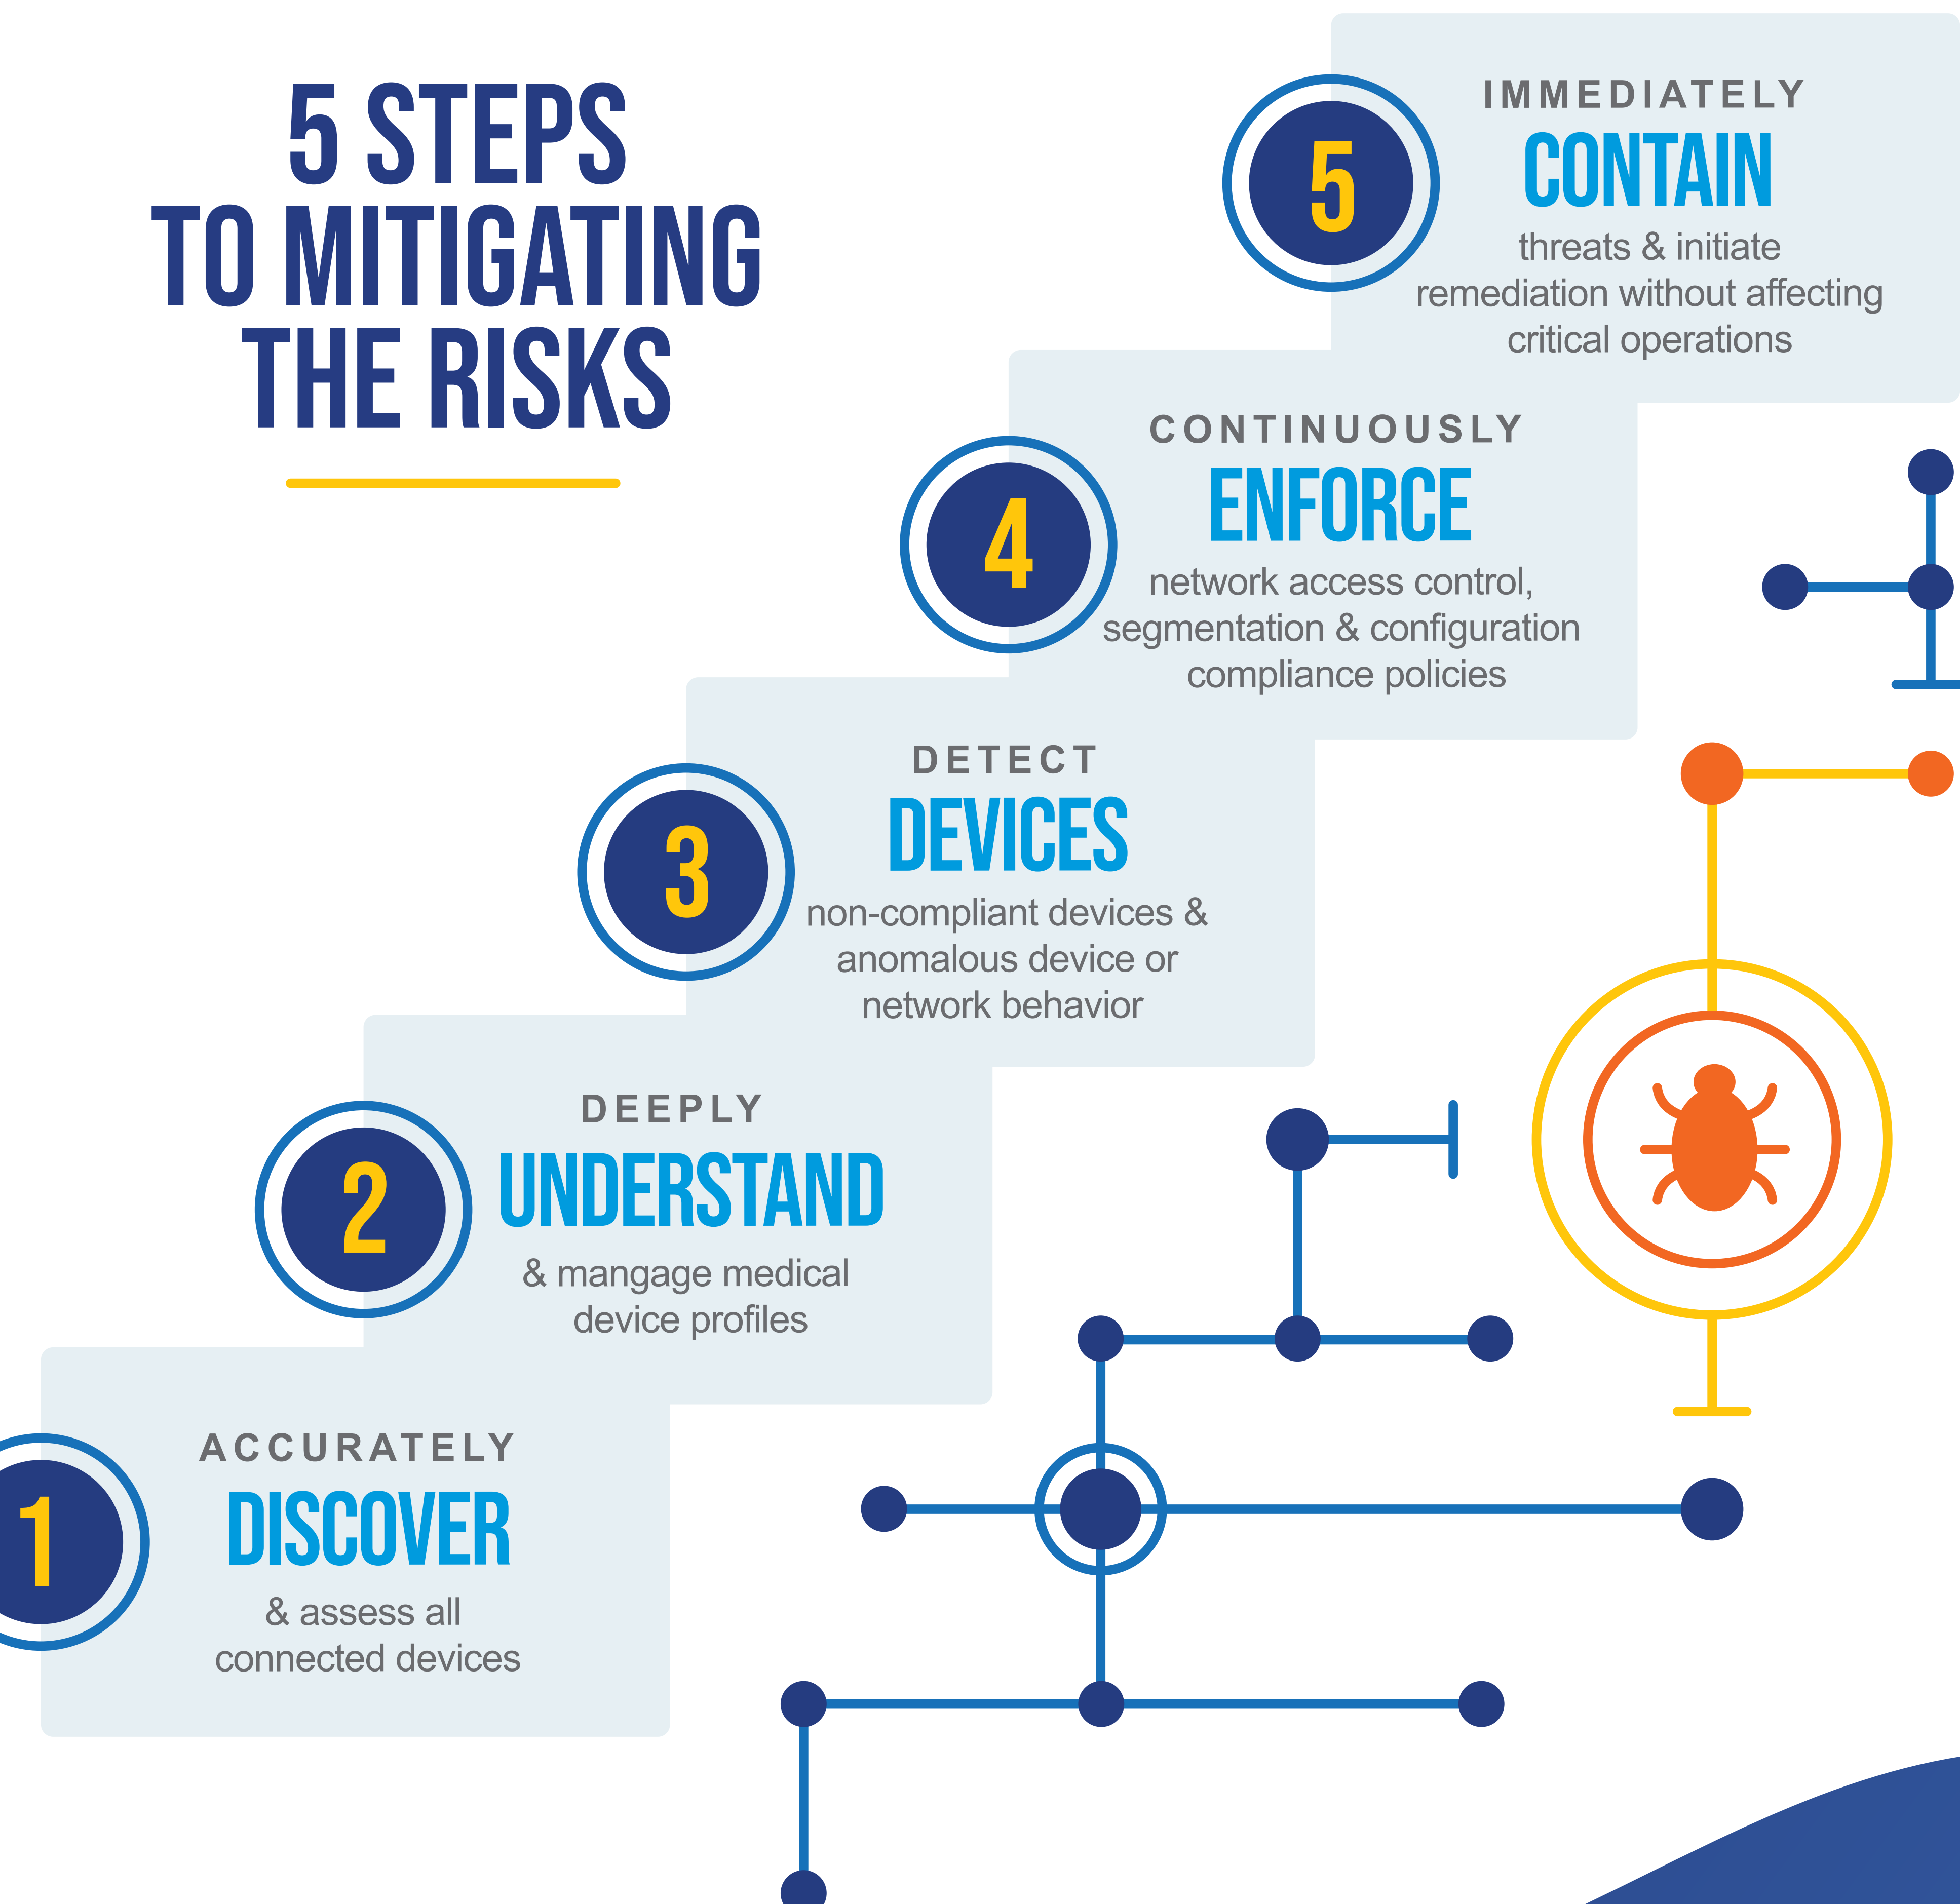 5 STEPS
TO MITIGATING
THE RISKS
1
ACCURATELY
DISCOVER
& assess all
connected devices
2
DEEPLY
UNDERSTAND
& mangage medical
device profiles
3
DETECT
DEVICES
non-compliant devices &
anomalous device or
network behavior
4
CONTINUOUSLY
ENFORCE
network access control,
segmentation & configuration
compliance policies
5
IMMEDIATELY
CONTAIN
threats & initiate
remediation without affecting
critical operations